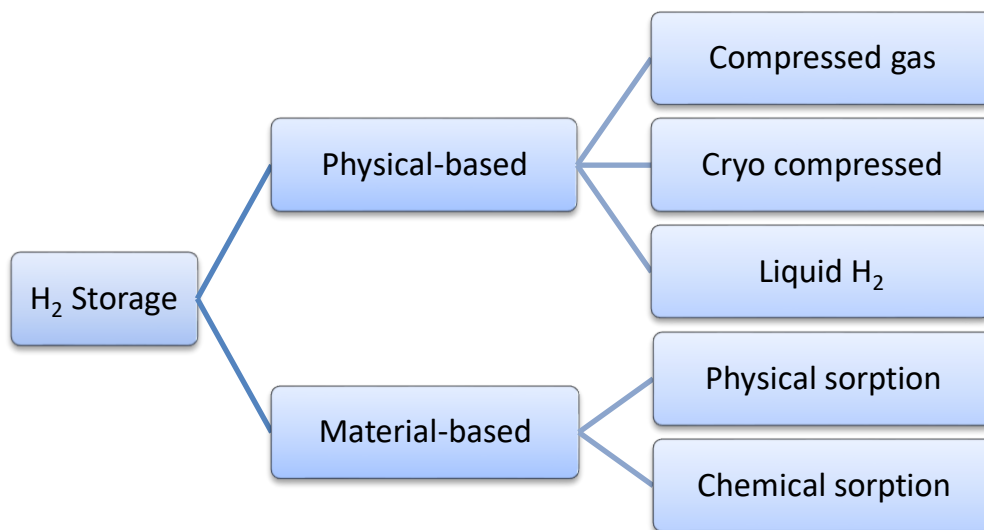 Compressed gas
Physical-based
Cryo compressed
Liquid H₂
H₂ Storage
Physical sorption
Material-based
Chemical sorption